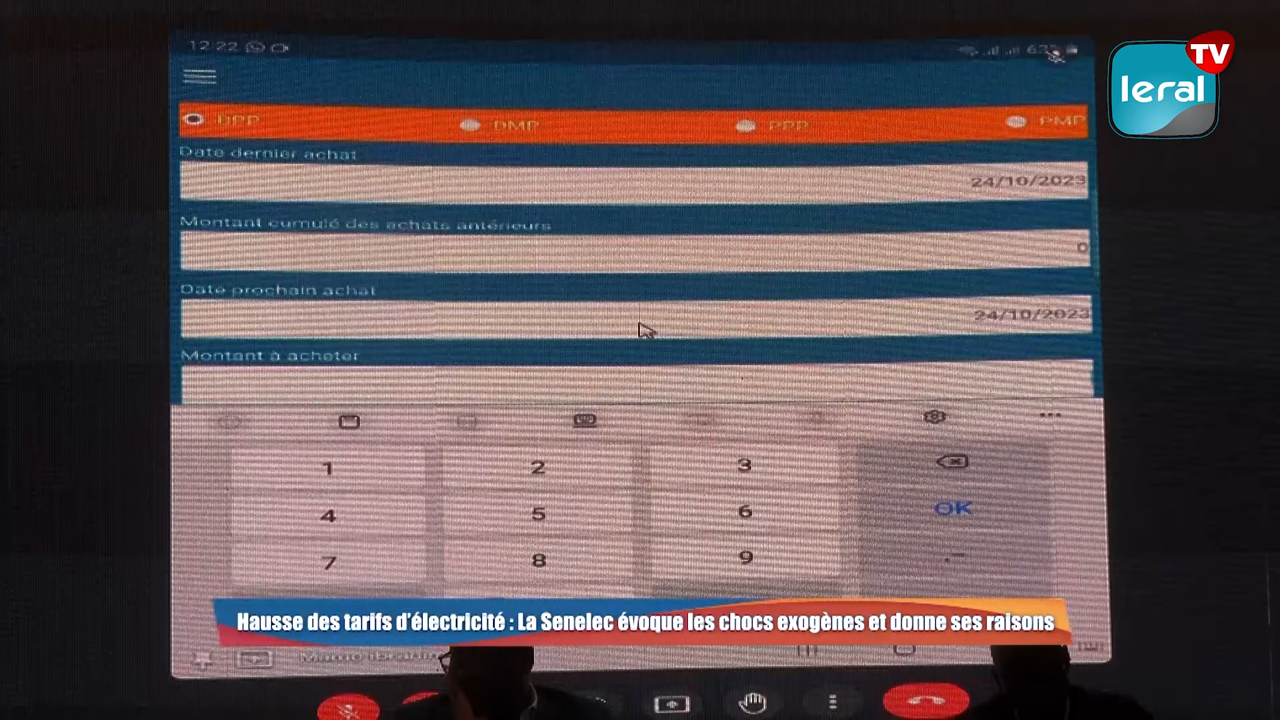 12:22
TV
leral
DPP DMP PPP PMP
Date dernier achat
24/10/2023
Montant cumulé des achats antérieurs
0
Date prochain achat
24/10/2023
Montant à acheter
1 2 3
4 5 6 OK
7 8 9
Hausse des tarifs d'électricité : La Senelec évoque les chocs exogènes et donne ses raisons